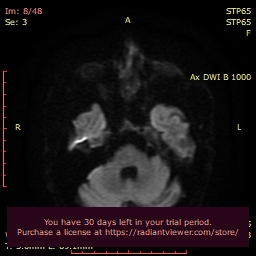 Im: 8/48
Se: 3
A
STP65
STP65
F
Ax DWI B 1000
R
L
You have 30 days left in your trial period.
Purchase a license at https://radiantviewer.com/store/